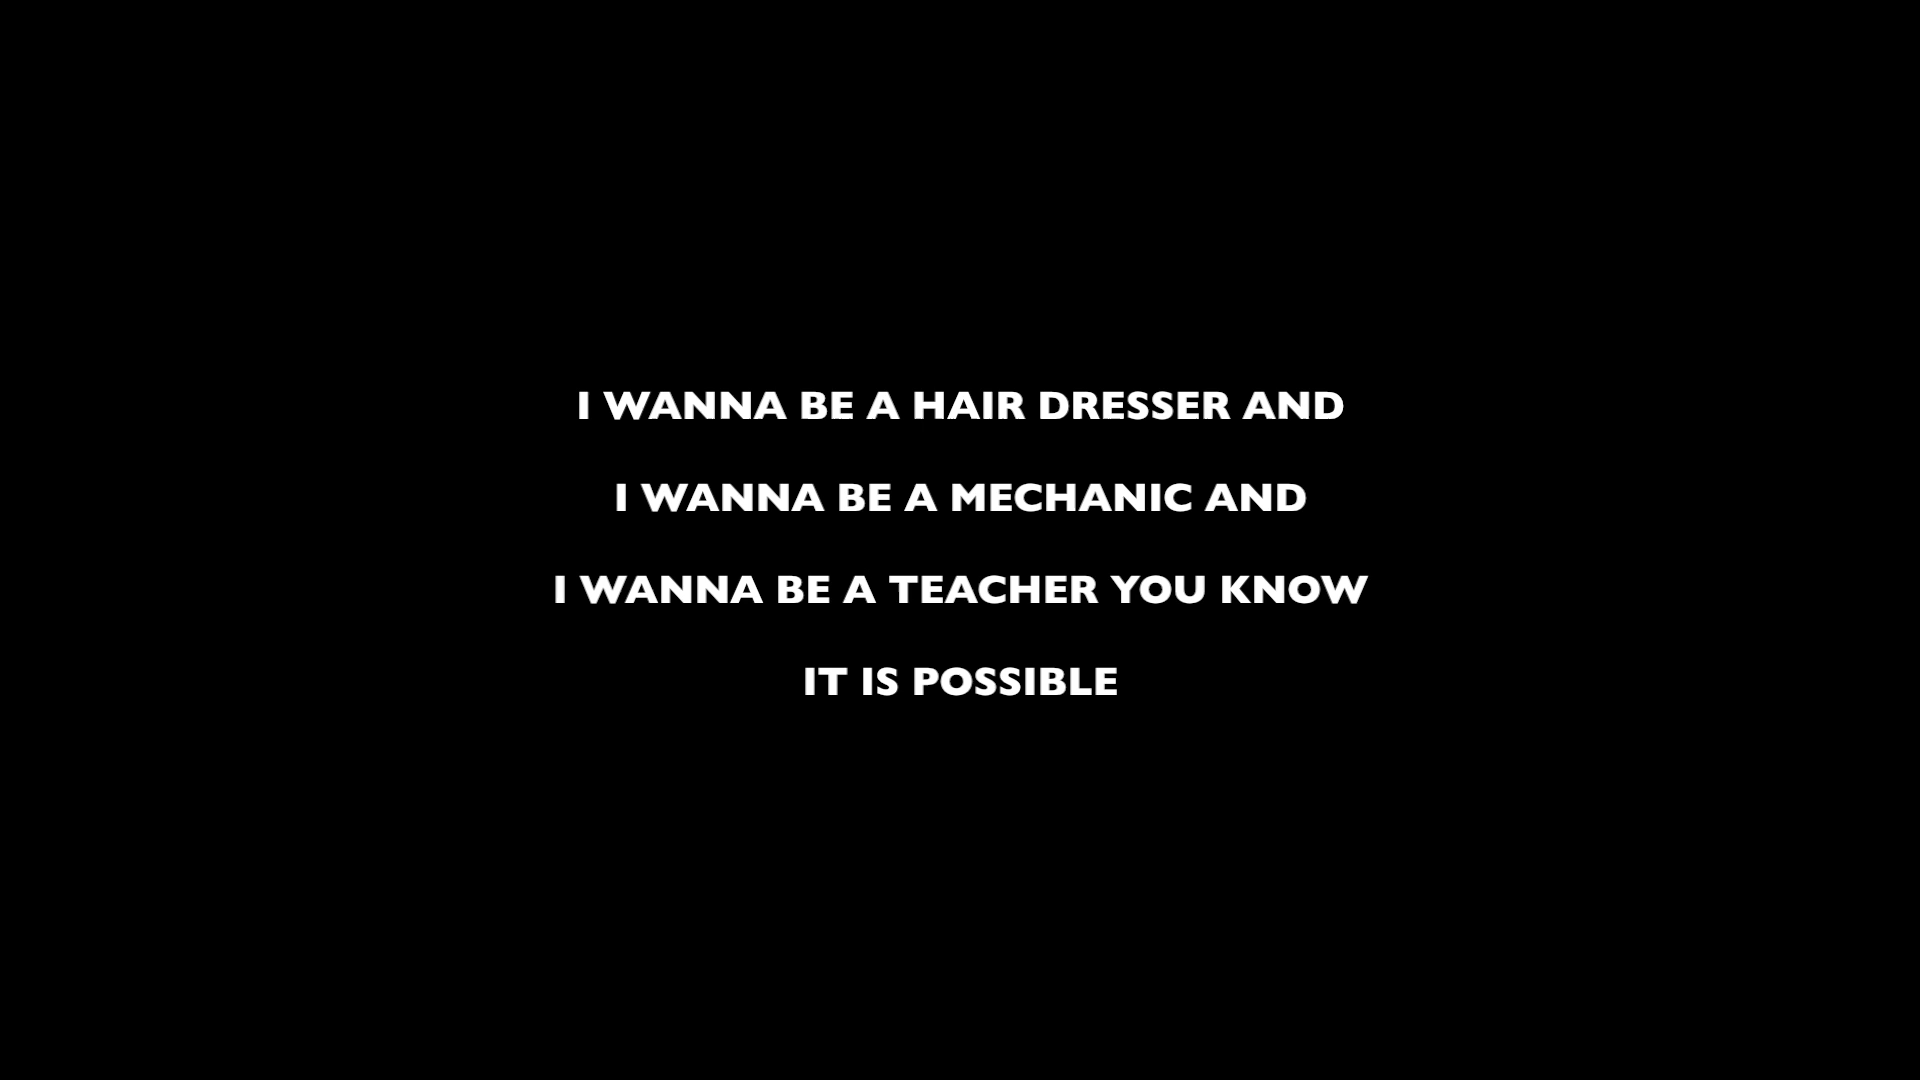 I WANNA BE A HAIR DRESSER AND
I WANNA BE A MECHANIC AND
I WANNA BE A TEACHER YOU KNOW
IT IS POSSIBLE